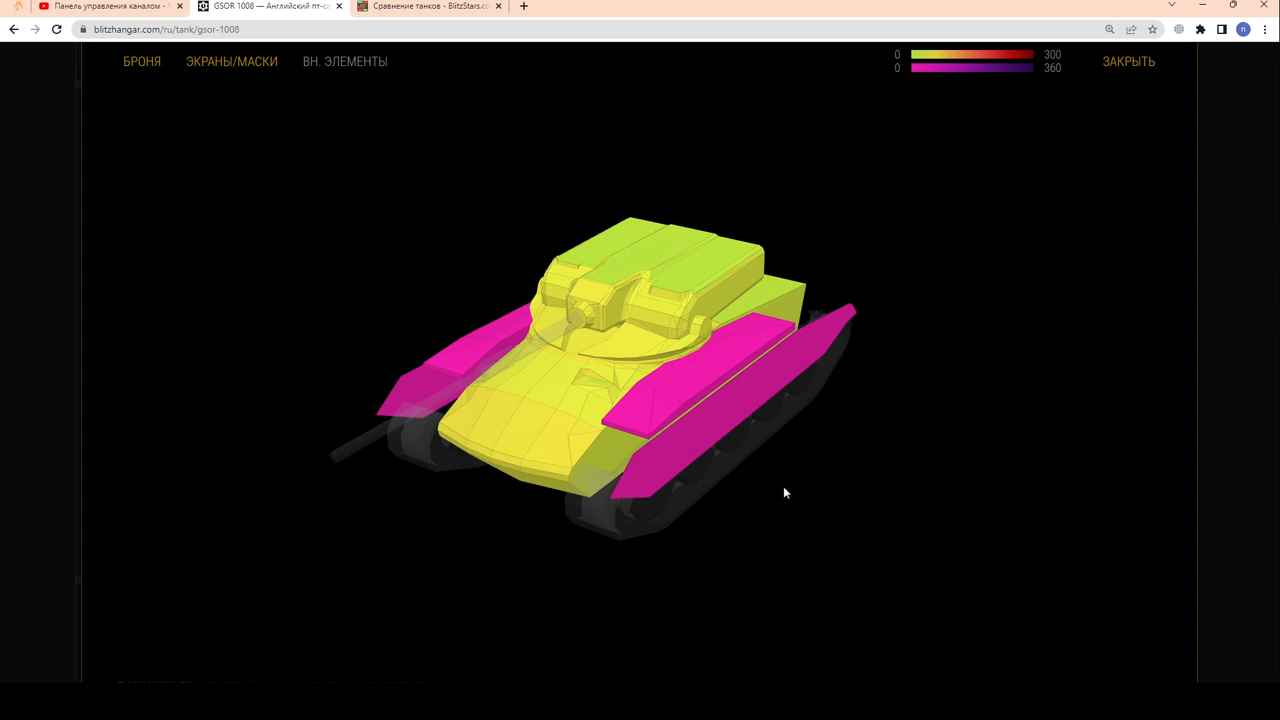 Панель управления каналом -
GSOR 1008 — Английский пт-са
Сравнение танков - BlitzStars.co
blitzhangar.com/ru/tank/gsor-1008
n
БРОНЯ ЭКРАНЫ/МАСКИ ВН. ЭЛЕМЕНТЫ
0 300
0 360
ЗАКРЫТЬ